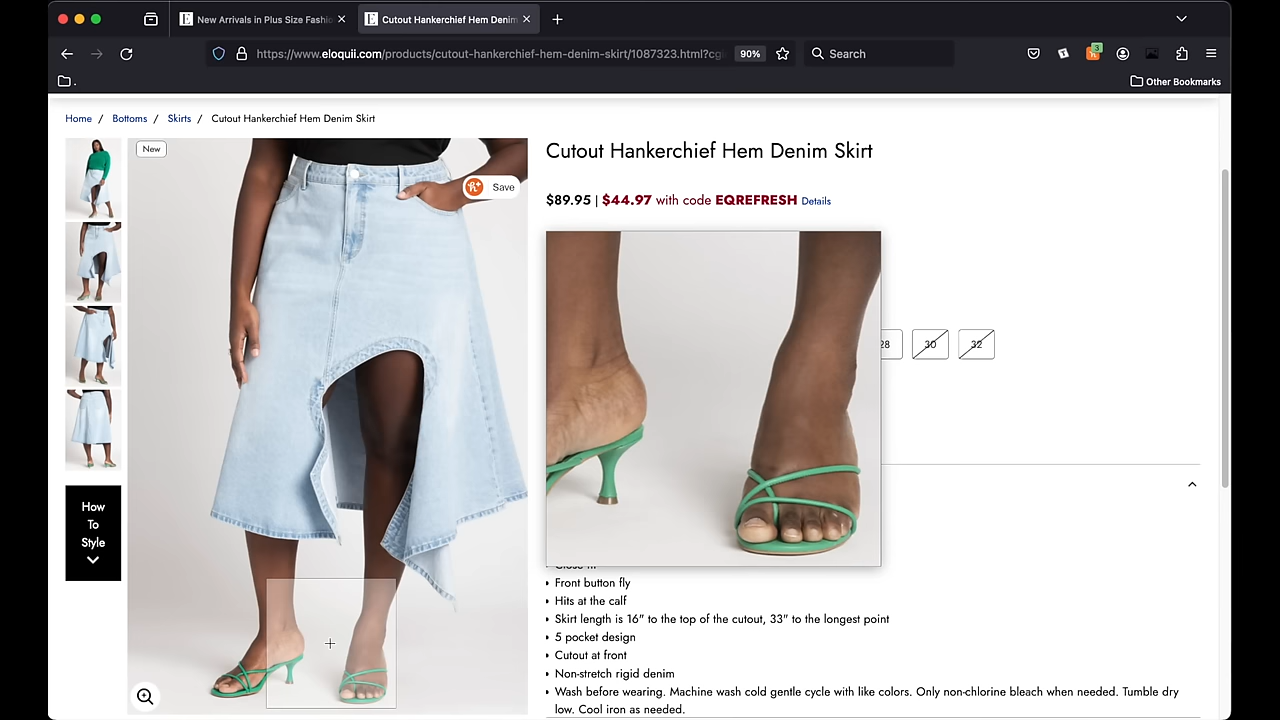 New Arrivals in Plus Size Fashio
Cutout Hankerchief Hem Denim
https://www.eloquii.com/products/cutout-hankerchief-hem-denim-skirt/1087323.html?cg
90%
Search
3
.
Other Bookmarks
Home / Bottoms / Skirts / Cutout Hankerchief Hem Denim Skirt
New
Save
How
To
Style
Cutout Hankerchief Hem Denim Skirt
$89.95 | $44.97 with code EQREFRESH Details
28 30 32
Close fit
Front button fly
Hits at the calf
Skirt length is 16" to the top of the cutout, 33" to the longest point
5 pocket design
Cutout at front
Non-stretch rigid denim
Wash before wearing. Machine wash cold gentle cycle with like colors. Only non-chlorine bleach when needed. Tumble dry
low. Cool iron as needed.